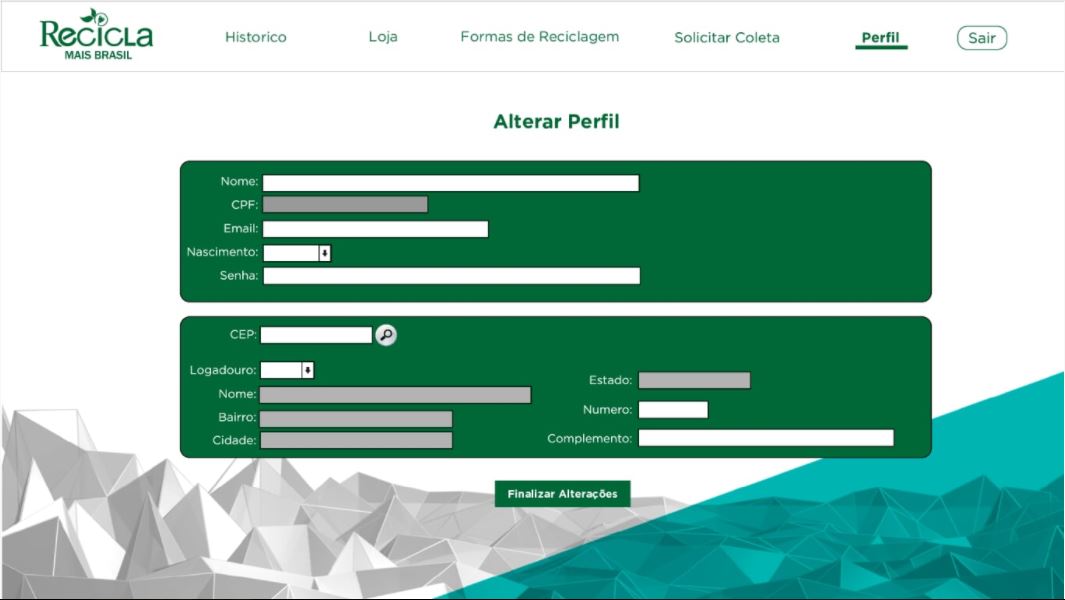 Recicla
MAIS BRASIL
Historico
Loja
Formas de Reciclagem
Solicitar Coleta
Perfil
Sair
Alterar Perfil
Nome:
CPF:
Email:
Nascimento:
Senha:
CEP:
Logadouro:
Nome:
Bairro:
Cidade:
Estado:
Numero:
Complemento:
Finalizar Alterações